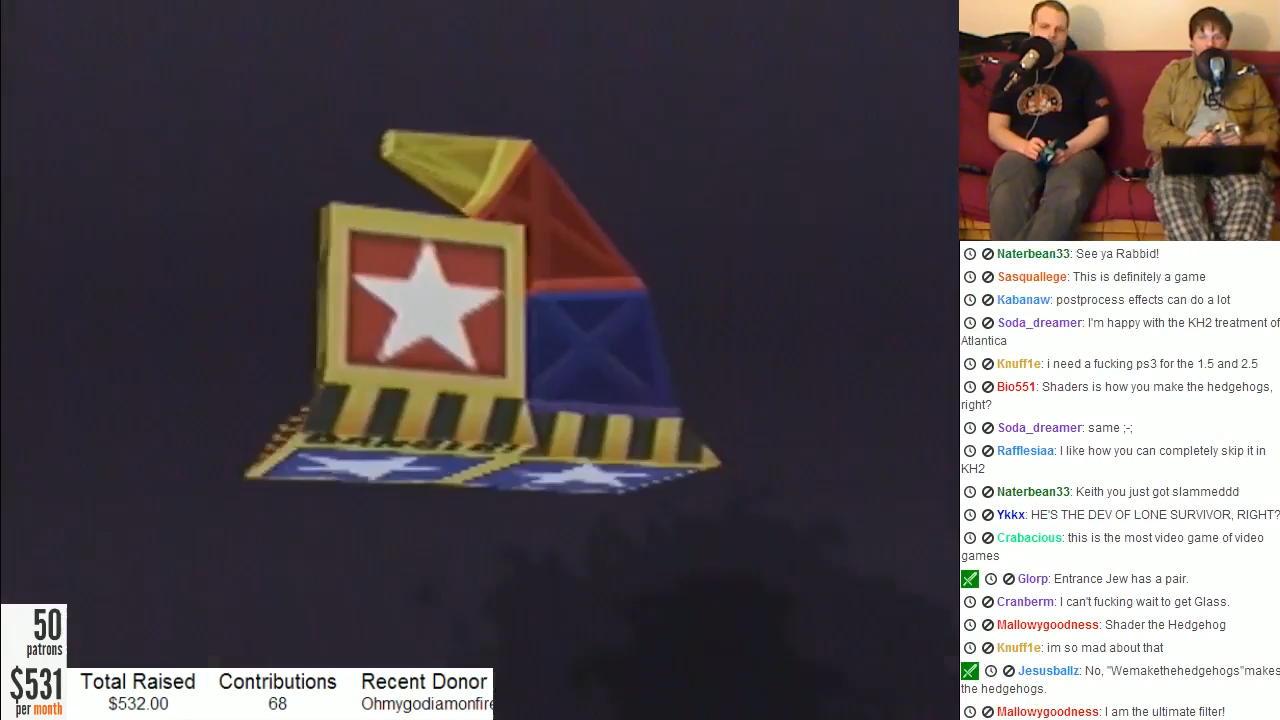 Naterbean33: See ya Rabbid!
Sasquallege: This is definitely a game
Kabanaw: postprocess effects can do a lot
Soda_dreamer: I'm happy with the KH2 treatment of
Atlantica
Knuff1e: i need a fucking ps3 for the 1.5 and 2.5
Bio551: Shaders is how you make the hedgehogs,
right?
Soda_dreamer: same ;-;
Rafflesiaa: I like how you can completely skip it in
KH2
Naterbean33: Keith you just got slammeddd
Ykkx: HE'S THE DEV OF LONE SURVIVOR, RIGHT?
Crabacious: this is the most video game of video
games
Glorp: Entrance Jew has a pair.
Cranberm: I can't fucking wait to get Glass.
Mallowygoodness: Shader the Hedgehog
Knuff1e: im so mad about that
Jesusballz: No, "Wemakethehedgehogs"makes
the hedgehogs.
Mallowygoodness: I am the ultimate filter!
50
patrons
$531
per month
Total Raised
$532.00
Contributions
68
Recent Donor
Ohmygodiamonfire